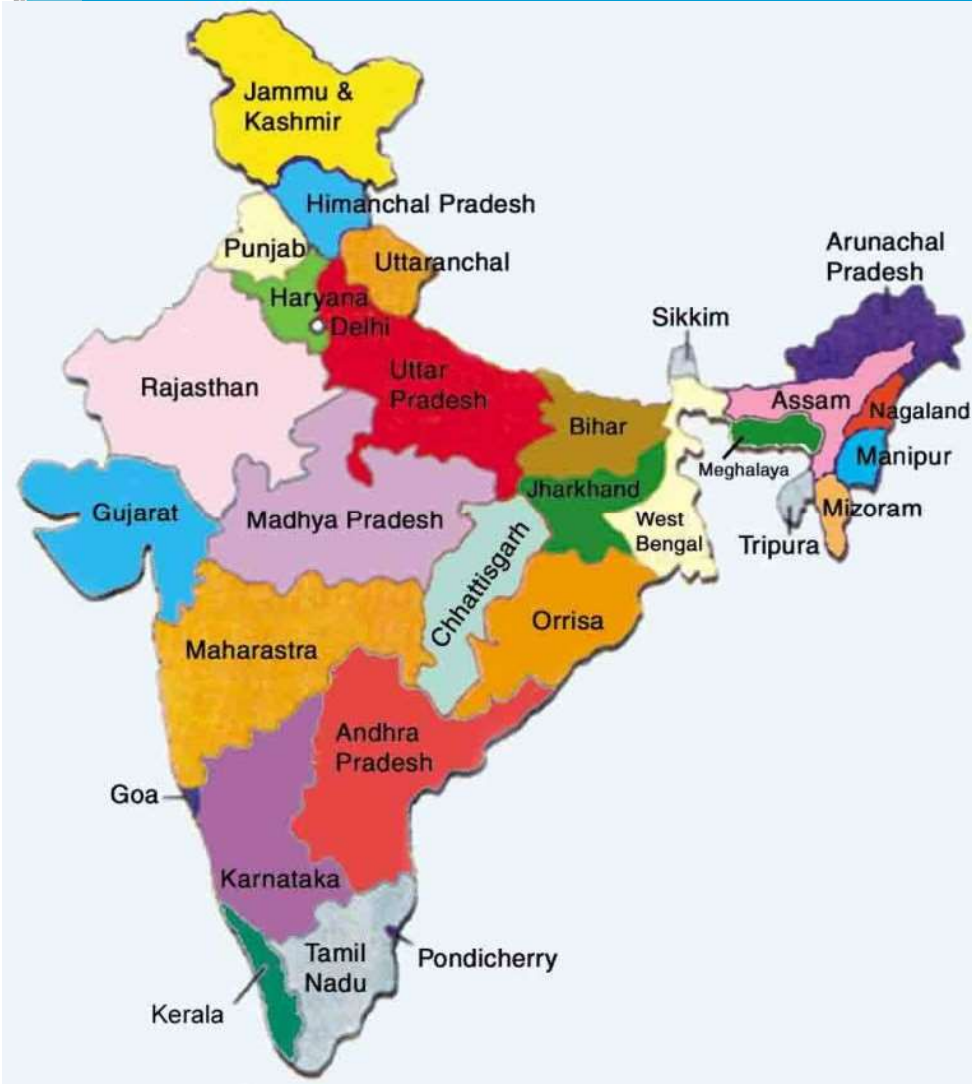 Jammu &
Kashmir
Himanchal Pradesh
Punjab
Uttaranchal
Arunachal
Pradesh
Haryana
Delhi
Sikkim
Rajasthan
Uttar
Pradesh
Assam
Nagaland
Bihar
Manipur
Meghalaya
Jharkhand
Gujarat
Madhya Pradesh
West
Bengal
Mizoram
Tripura
Chhattisgarh
Orrisa
Maharastra
Andhra
Pradesh
Goa
Karnataka
Tamil
Nadu
Pondicherry
Kerala